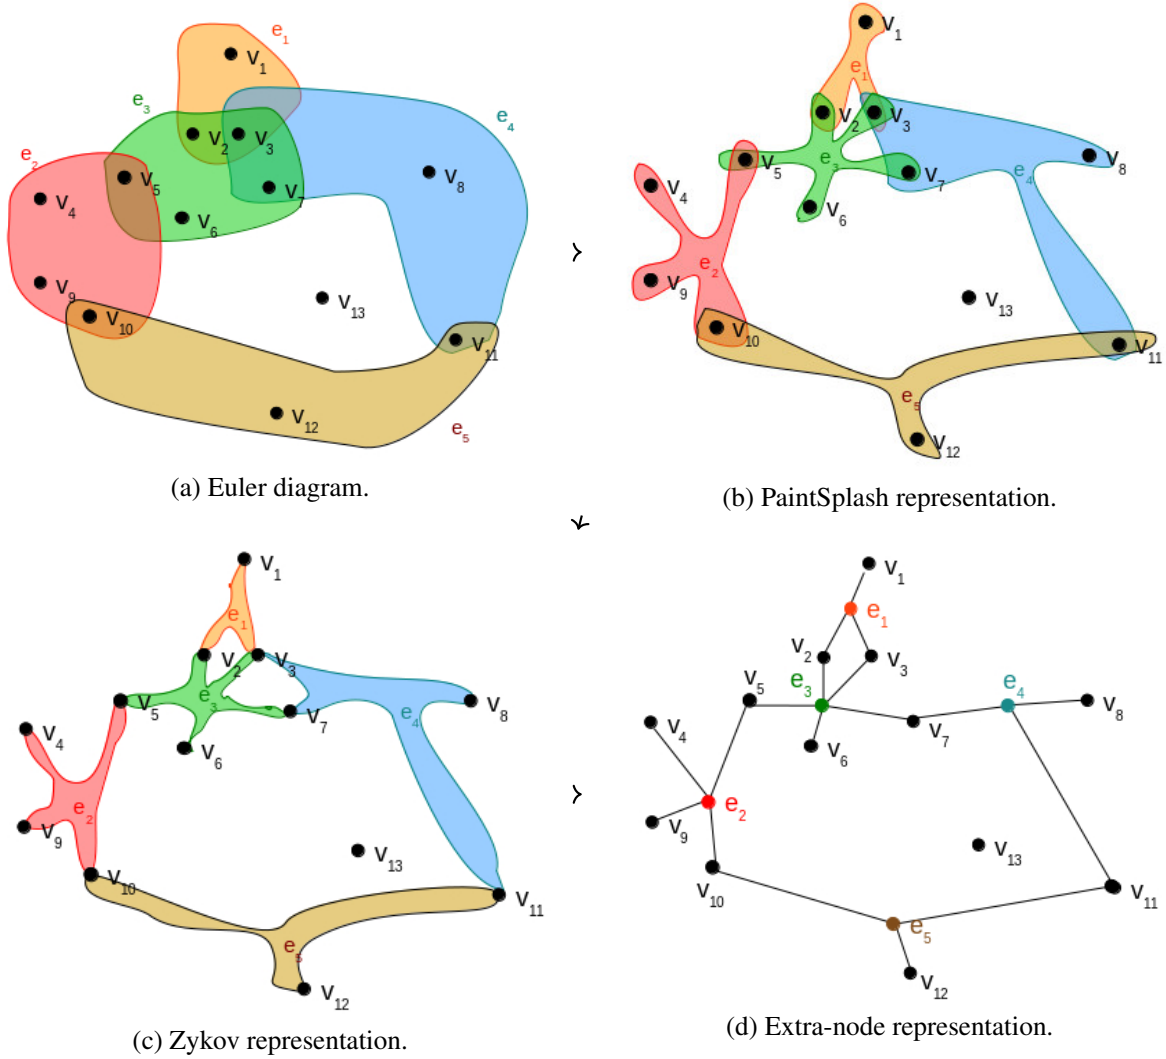 e₁
v₁
e₃
e₄
v₂ v₃
e₂
v₅
v₈
v₄
v₇
v₆
v₉
v₁₃
v₁₀
v₁₁
v₁₂
e₅
(a) Euler diagram.
v₁
e₁
v₂ v₃
e₃
v₅
v₈
v₇
e₄
v₄
v₆
e₂
v₉
v₁₃
v₁₀
v₁₁
e₅
v₁₂
(b) PaintSplash representation.
v₁
e₁
v₂ v₃
e₃
v₅
v₈
v₇
e₄
v₄
v₆
e₂
v₉
v₁₃
v₁₀
v₁₁
e₅
v₁₂
(c) Zykov representation.
v₁
e₁
v₂ v₃
v₅ e₃
e₄
v₈
v₄
v₇
v₆
e₂
v₉
v₁₃
v₁₀
v₁₁
e₅
v₁₂
(d) Extra-node representation.